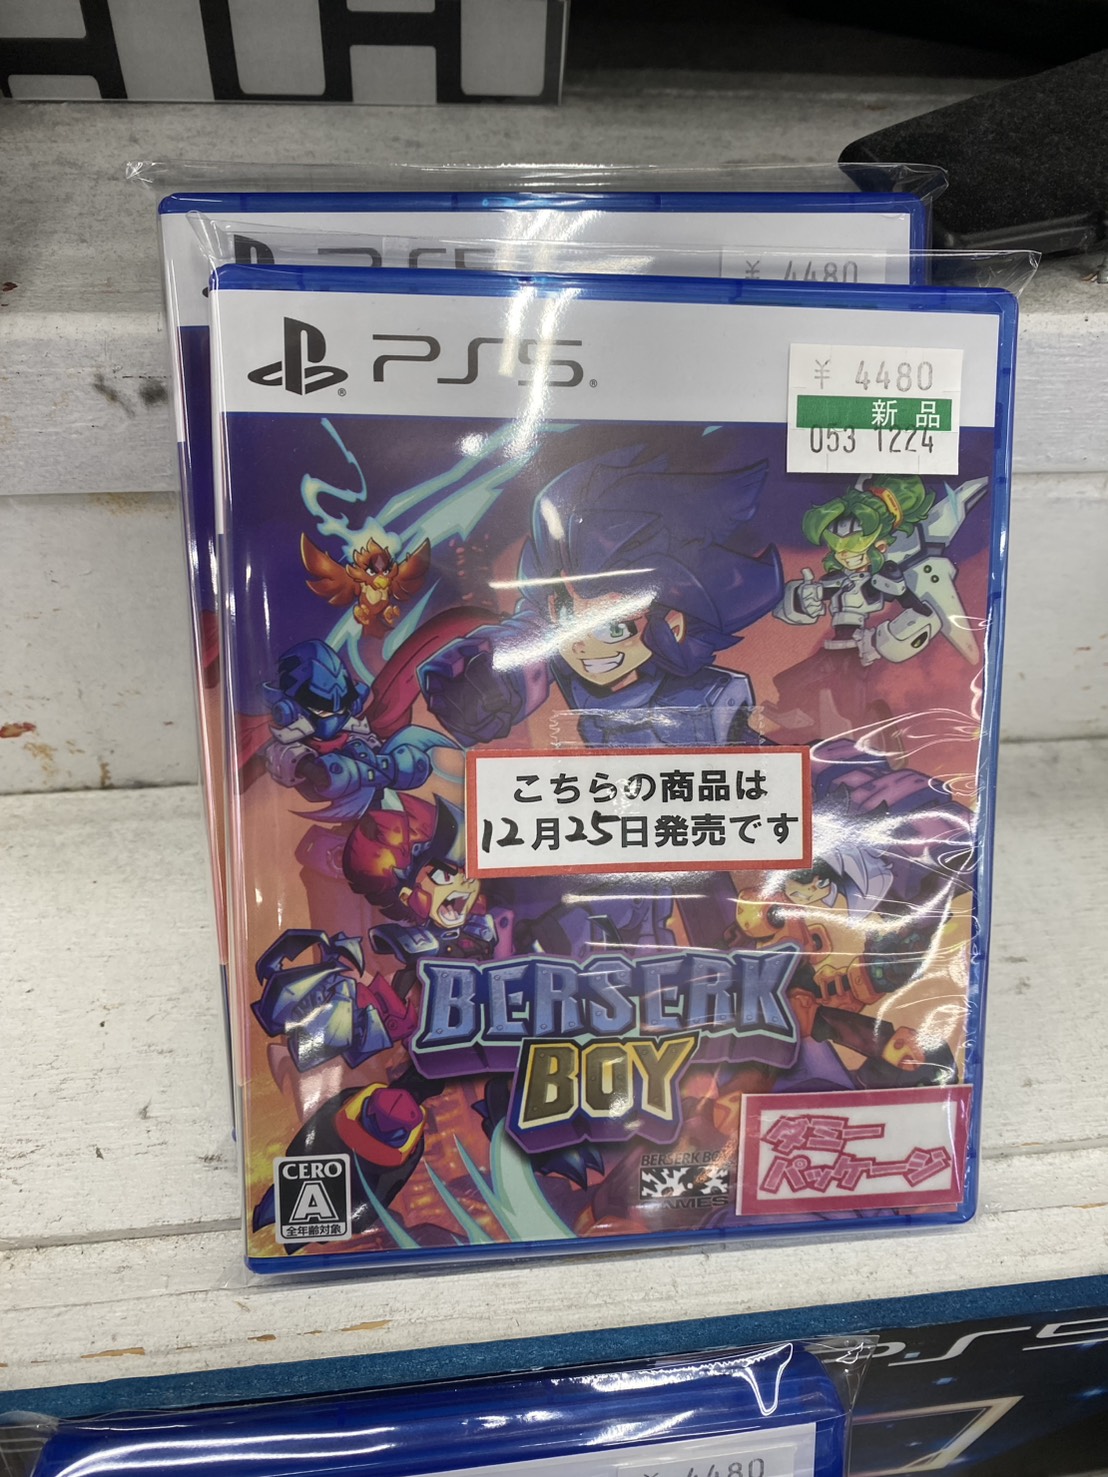 ¥ 4480
PS5
¥ 4480
新品
053 1224
こちらの商品は
12月25日発売です
BERSERK
BOY
BERSERK BOY
GAMES
ダミー
パッケージ
CERO
A
全年齢対象
PS5
¥ 4480